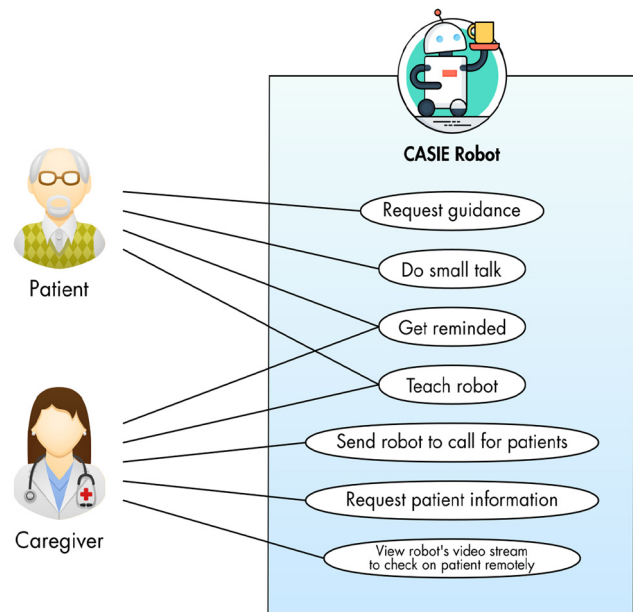 CASIE Robot
Patient
Request guidance
Do small talk
Get reminded
Teach robot
Caregiver
Send robot to call for patients
Request patient information
View robot's video stream
to check on patient remotely